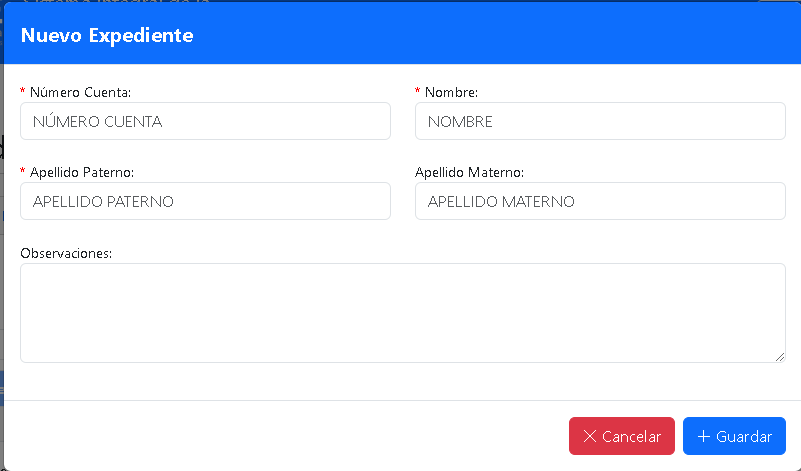 Nuevo Expediente
* Número Cuenta: * Nombre:
NÚMERO CUENTA NOMBRE
* Apellido Paterno: Apellido Materno:
APELLIDO PATERNO APELLIDO MATERNO
Observaciones:
Cancelar Guardar